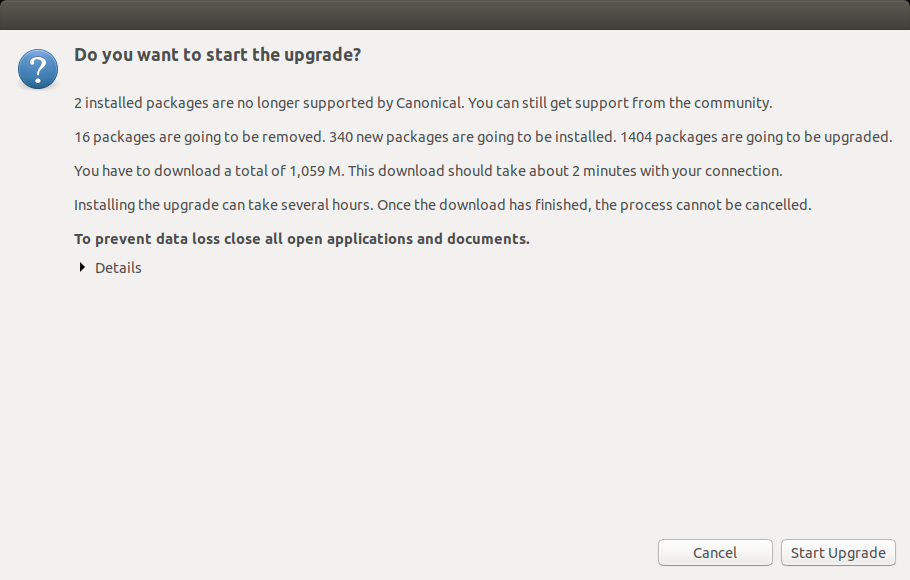 Do you want to start the upgrade?
2 installed packages are no longer supported by Canonical. You can still get support from the community.
16 packages are going to be removed. 340 new packages are going to be installed. 1404 packages are going to be upgraded.
You have to download a total of 1,059 M. This download should take about 2 minutes with your connection.
Installing the upgrade can take several hours. Once the download has finished, the process cannot be cancelled.
To prevent data loss close all open applications and documents.
Details
Cancel
Start Upgrade